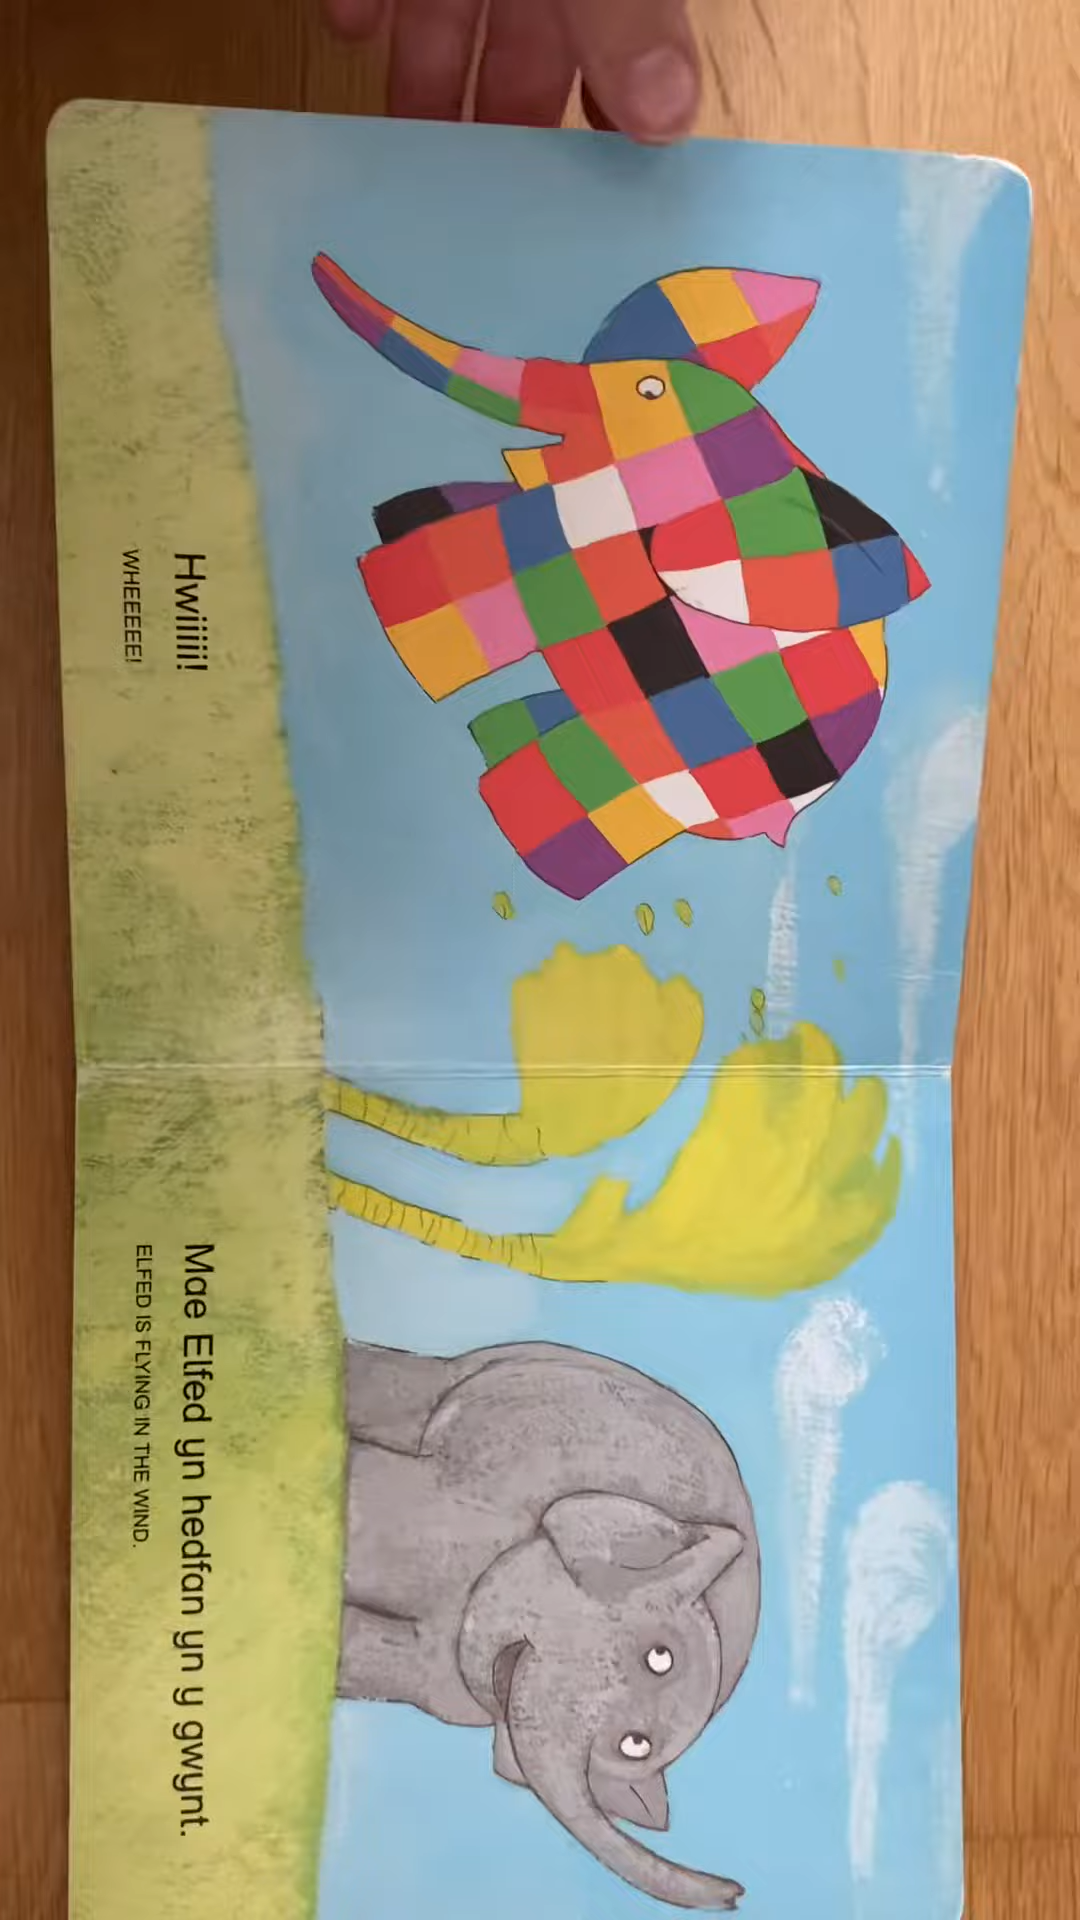 Hwiiiii!
WHEEEEE!
Mae Elfed yn hedfan yn y gwynt.
ELFED IS FLYING IN THE WIND.